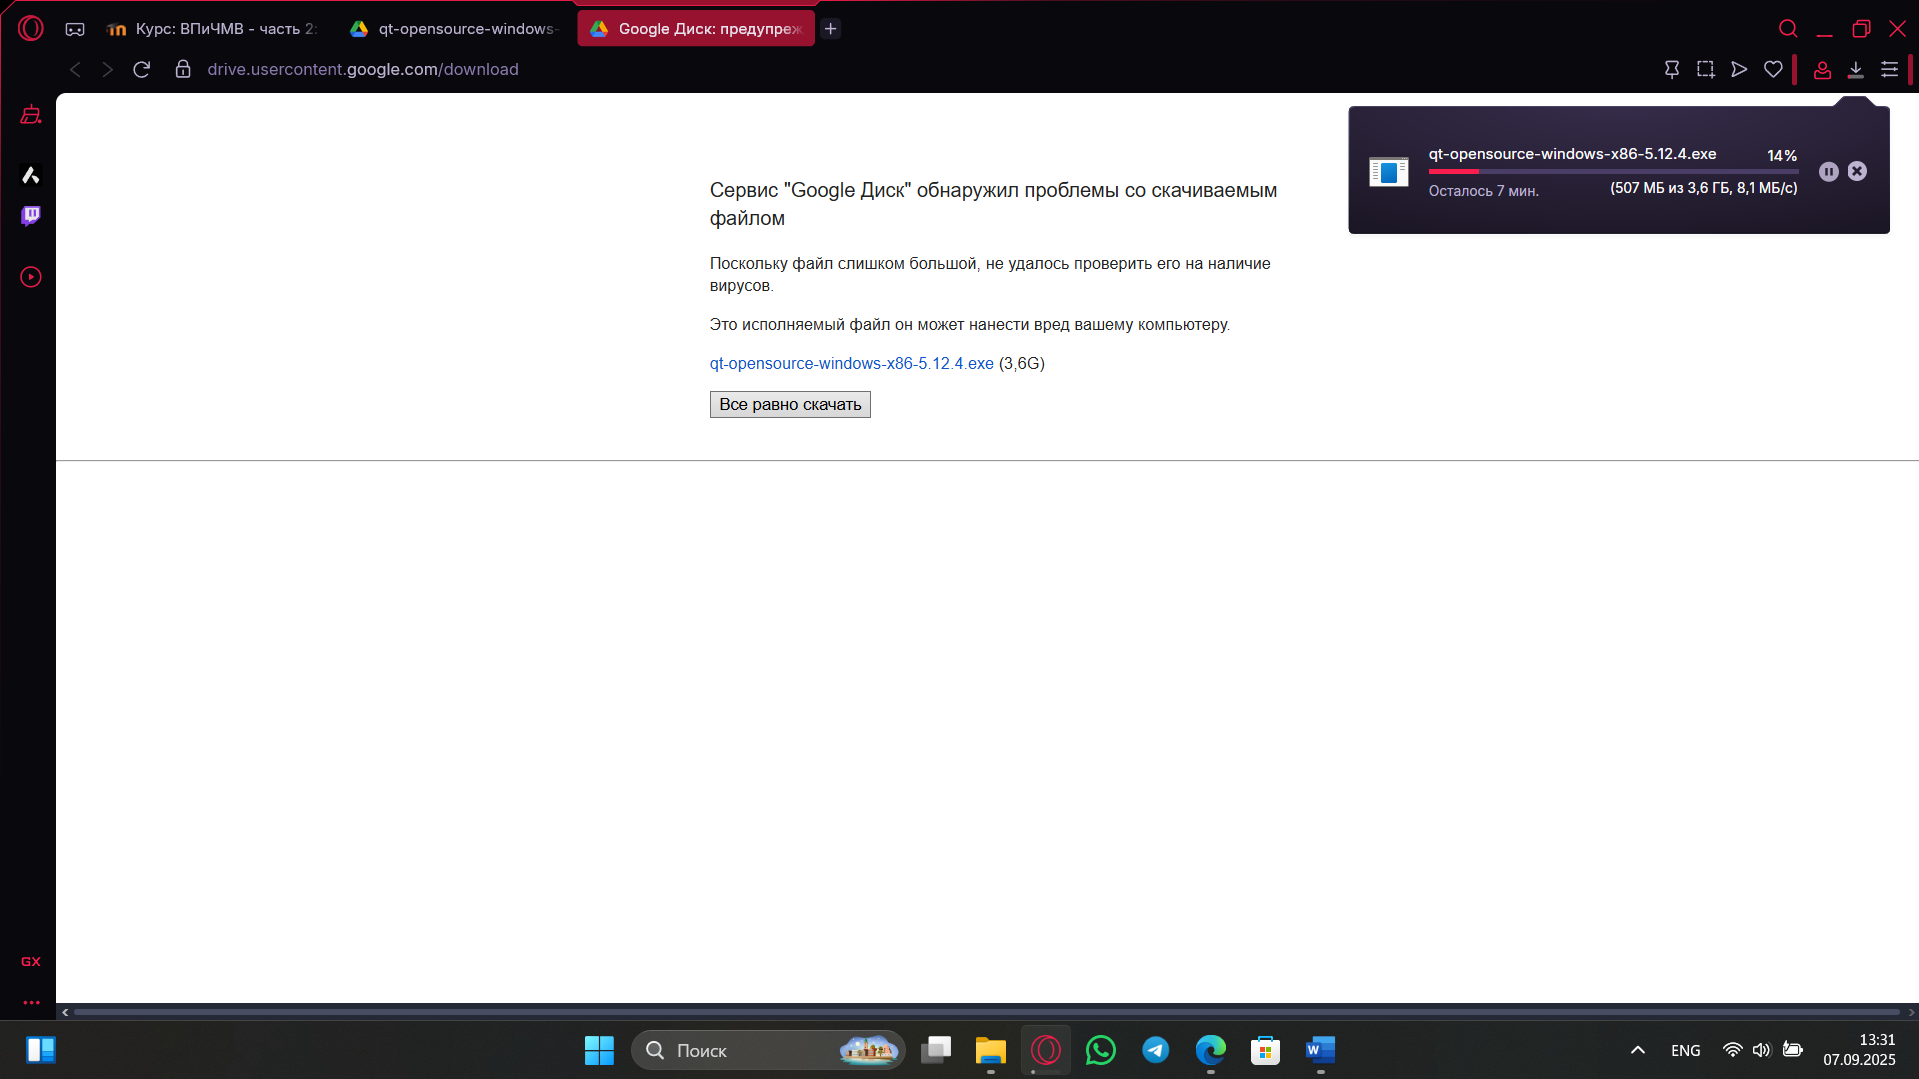 Курс: ВПиЧМВ - часть 2:
qt-opensource-windows-
Google Диск: предупреж
drive.usercontent.google.com/download
qt-opensource-windows-x86-5.12.4.exe
14%
Осталось 7 мин.
(507 МБ из 3,6 ГБ, 8,1 МБ/с)
Сервис "Google Диск" обнаружил проблемы со скачиваемым
файлом
Поскольку файл слишком большой, не удалось проверить его на наличие
вирусов.
Это исполняемый файл он может нанести вред вашему компьютеру.
qt-opensource-windows-x86-5.12.4.exe (3,6G)
Все равно скачать
GX
Поиск
ENG
13:31
07.09.2025